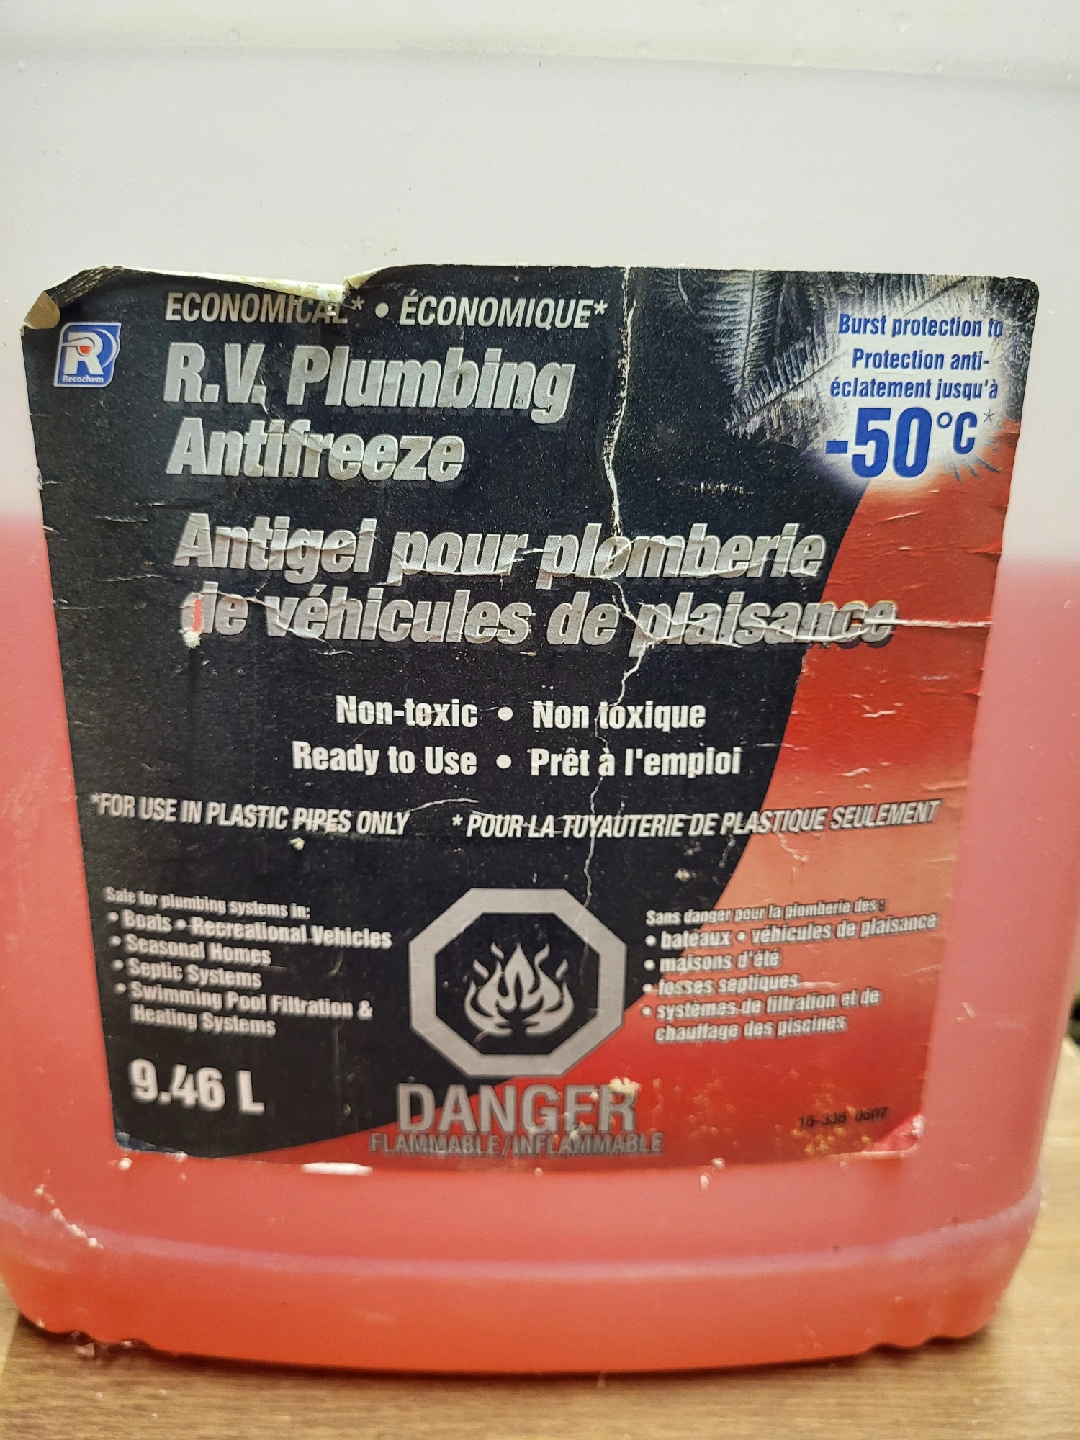 ECONOMICAL* • ÉCONOMIQUE*
R
Recochem
R.V. Plumbing
Antifreeze
Burst protection to
Protection anti-
éclatement jusqu'à
-50°C*
Antigel pour plomberie
de véhicules de plaisance
Non-toxic • Non toxique
Ready to Use • Prêt à l'emploi
*FOR USE IN PLASTIC PIPES ONLY * POUR LA TUYAUTERIE DE PLASTIQUE SEULEMENT
Safe for plumbing systems in:
• Boats • Recreational Vehicles
• Seasonal Homes
• Septic Systems
• Swimming Pool Filtration &
Heating Systems
Sans danger pour la plomberie des:
• bateaux • véhicules de plaisance
• maisons d'été
• fosses septiques
• systèmes de filtration et de
chauffage des piscines
9.46 L
DANGER
FLAMMABLE/INFLAMMABLE